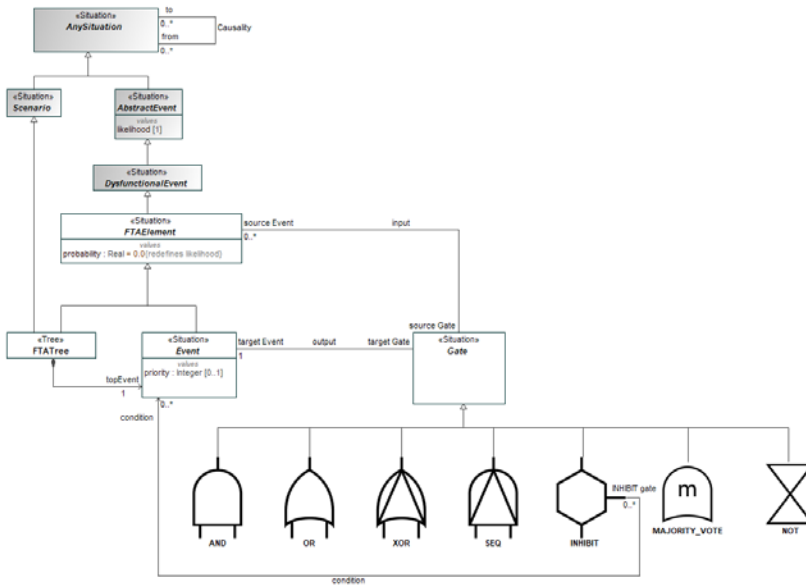 «Situation»
AnySituation
to
0..*
Causality
from
0..*
«Situation»
Scenario
«Situation»
AbstractEvent
values
likelihood [1]
«Situation»
DysfunctionalEvent
«Situation»
FTAElement
values
probability : Real = 0.0{redefines likelihood}
source Event
0..*
input
source Gate
«Tree»
FTATree
topEvent
1
«Situation»
Event
values
priority : Integer [0..1]
target Event
1
output
target Gate
«Situation»
Gate
condition
0..*
AND
OR
XOR
SEQ
INHIBIT
INHIBIT gate
0..*
m
MAJORITY_VOTE
NOT
condition